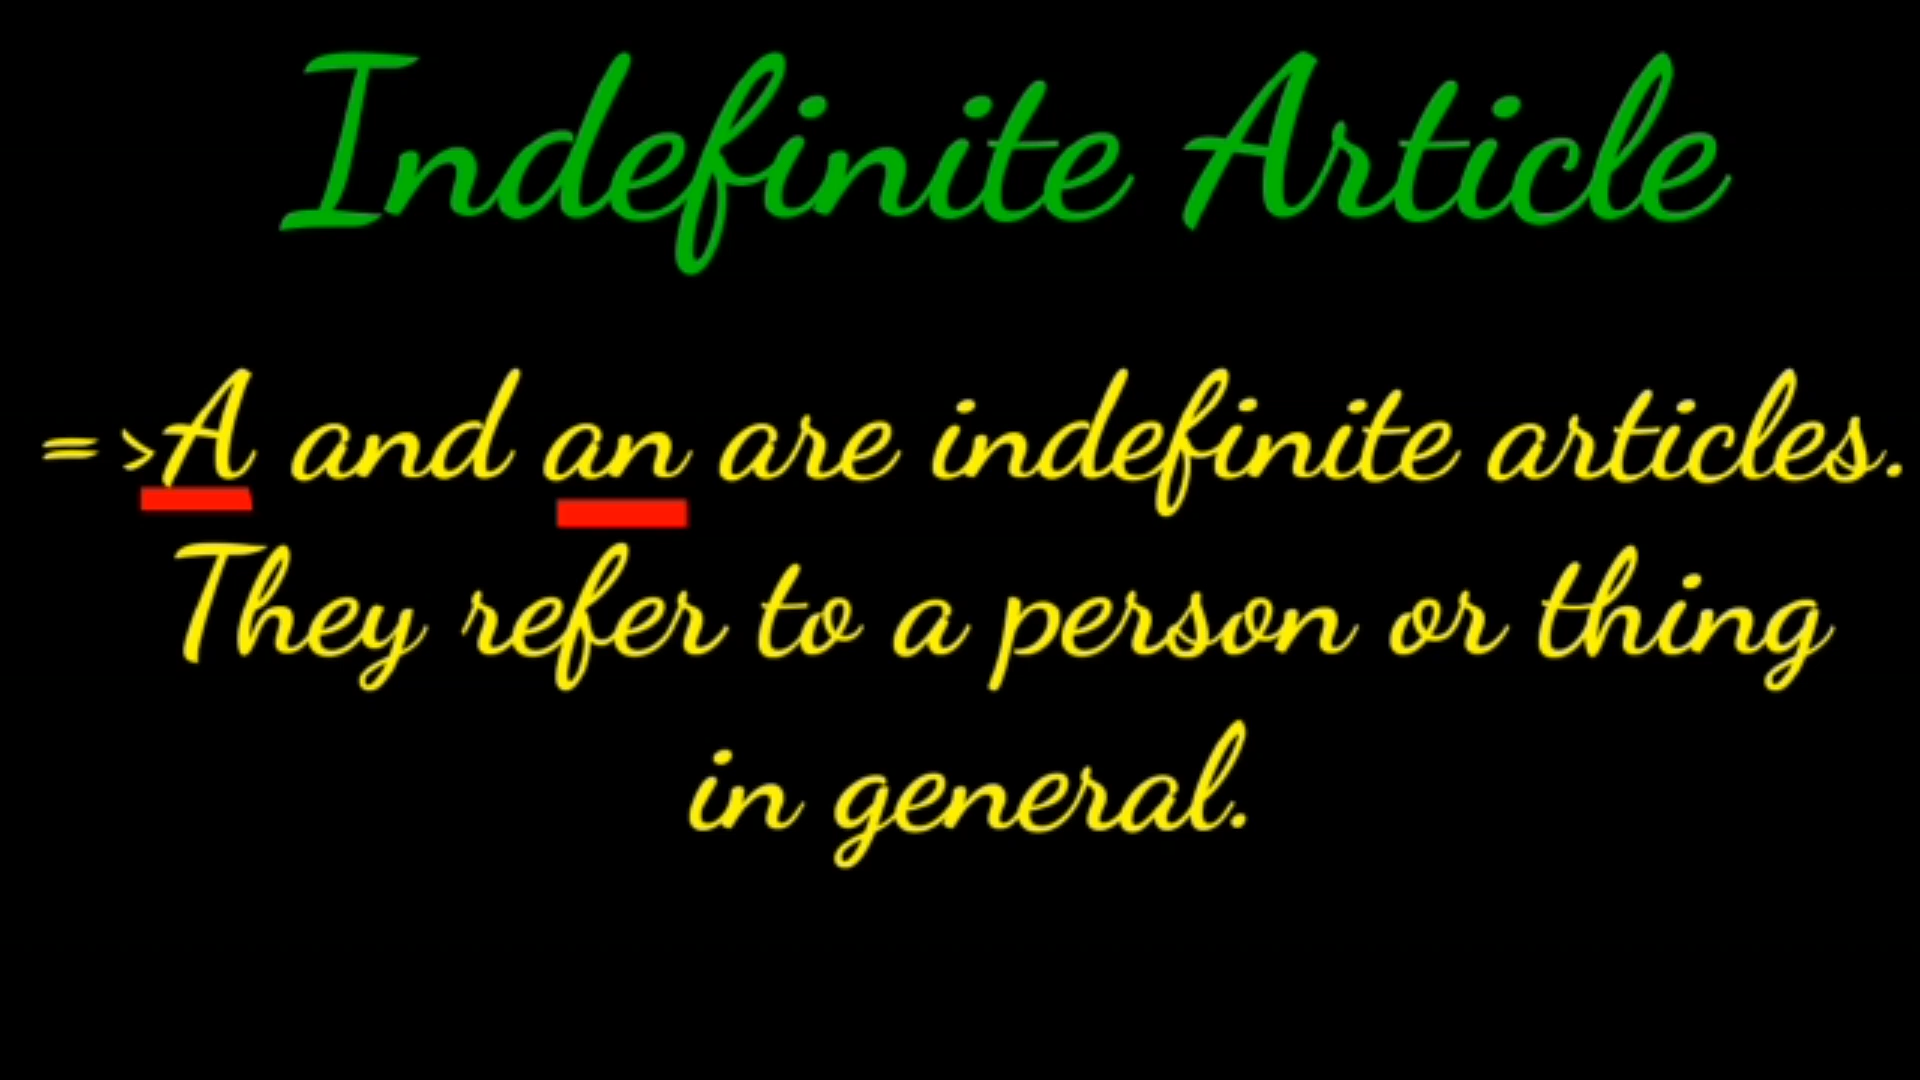 Indefinite Article
=>A and an are indefinite articles.
They refer to a person or thing
in general.